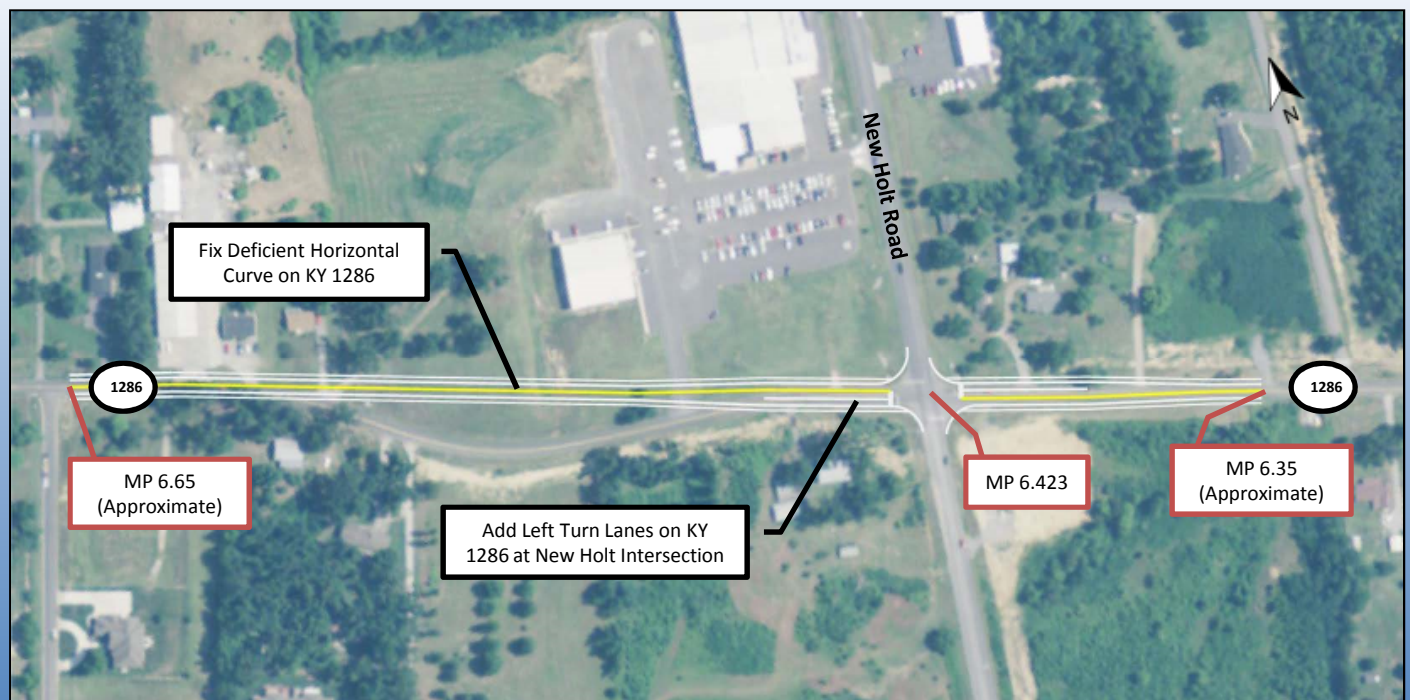 N
New Holt Road
Fix Deficient Horizontal
Curve on KY 1286
1286
1286
MP 6.65
(Approximate)
MP 6.423
MP 6.35
(Approximate)
Add Left Turn Lanes on KY
1286 at New Holt Intersection